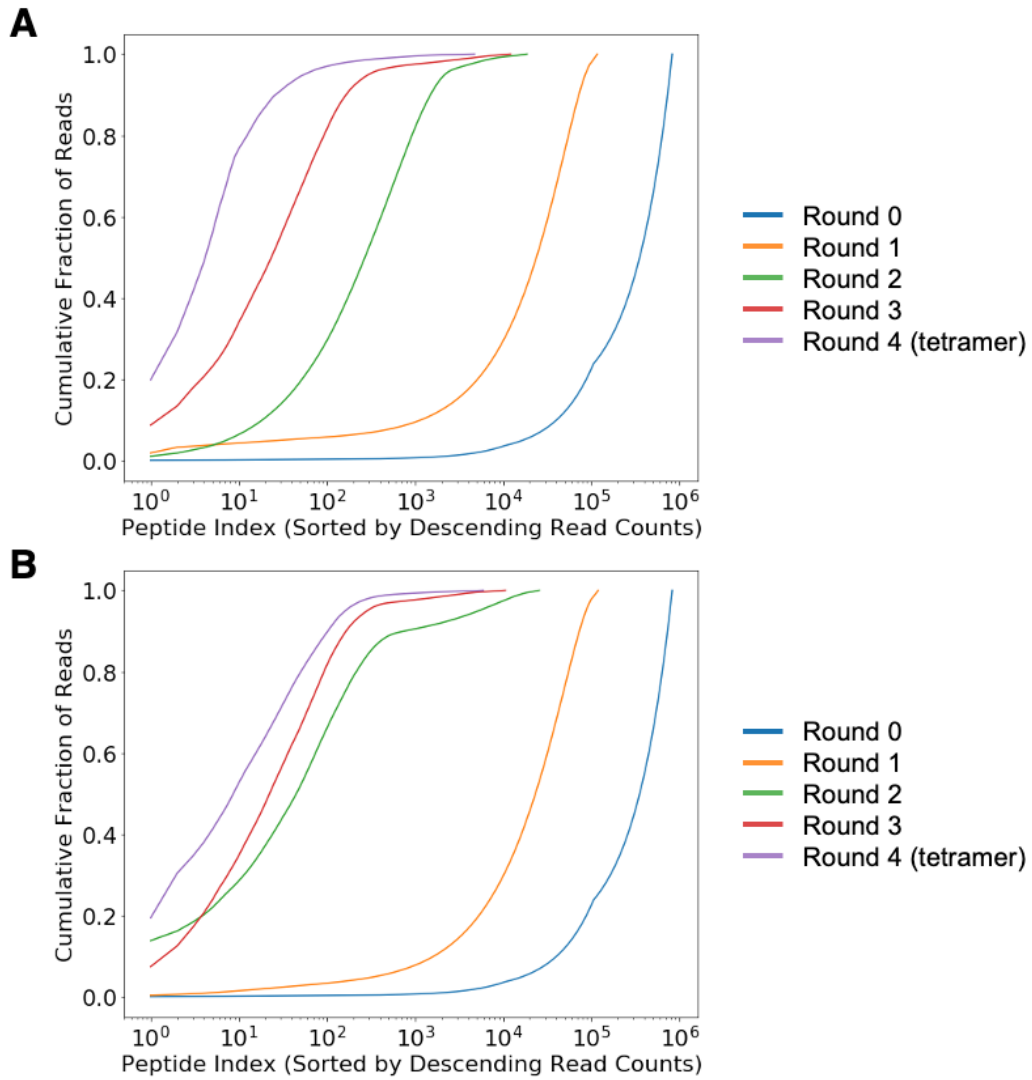 A
Cumulative Fraction of Reads
1.0
0.8
0.6
0.4
0.2
0.0
10^0 10^1 10^2 10^3 10^4 10^5 10^6
Peptide Index (Sorted by Descending Read Counts)
Round 0
Round 1
Round 2
Round 3
Round 4 (tetramer)
B
Cumulative Fraction of Reads
1.0
0.8
0.6
0.4
0.2
0.0
10^0 10^1 10^2 10^3 10^4 10^5 10^6
Peptide Index (Sorted by Descending Read Counts)
Round 0
Round 1
Round 2
Round 3
Round 4 (tetramer)